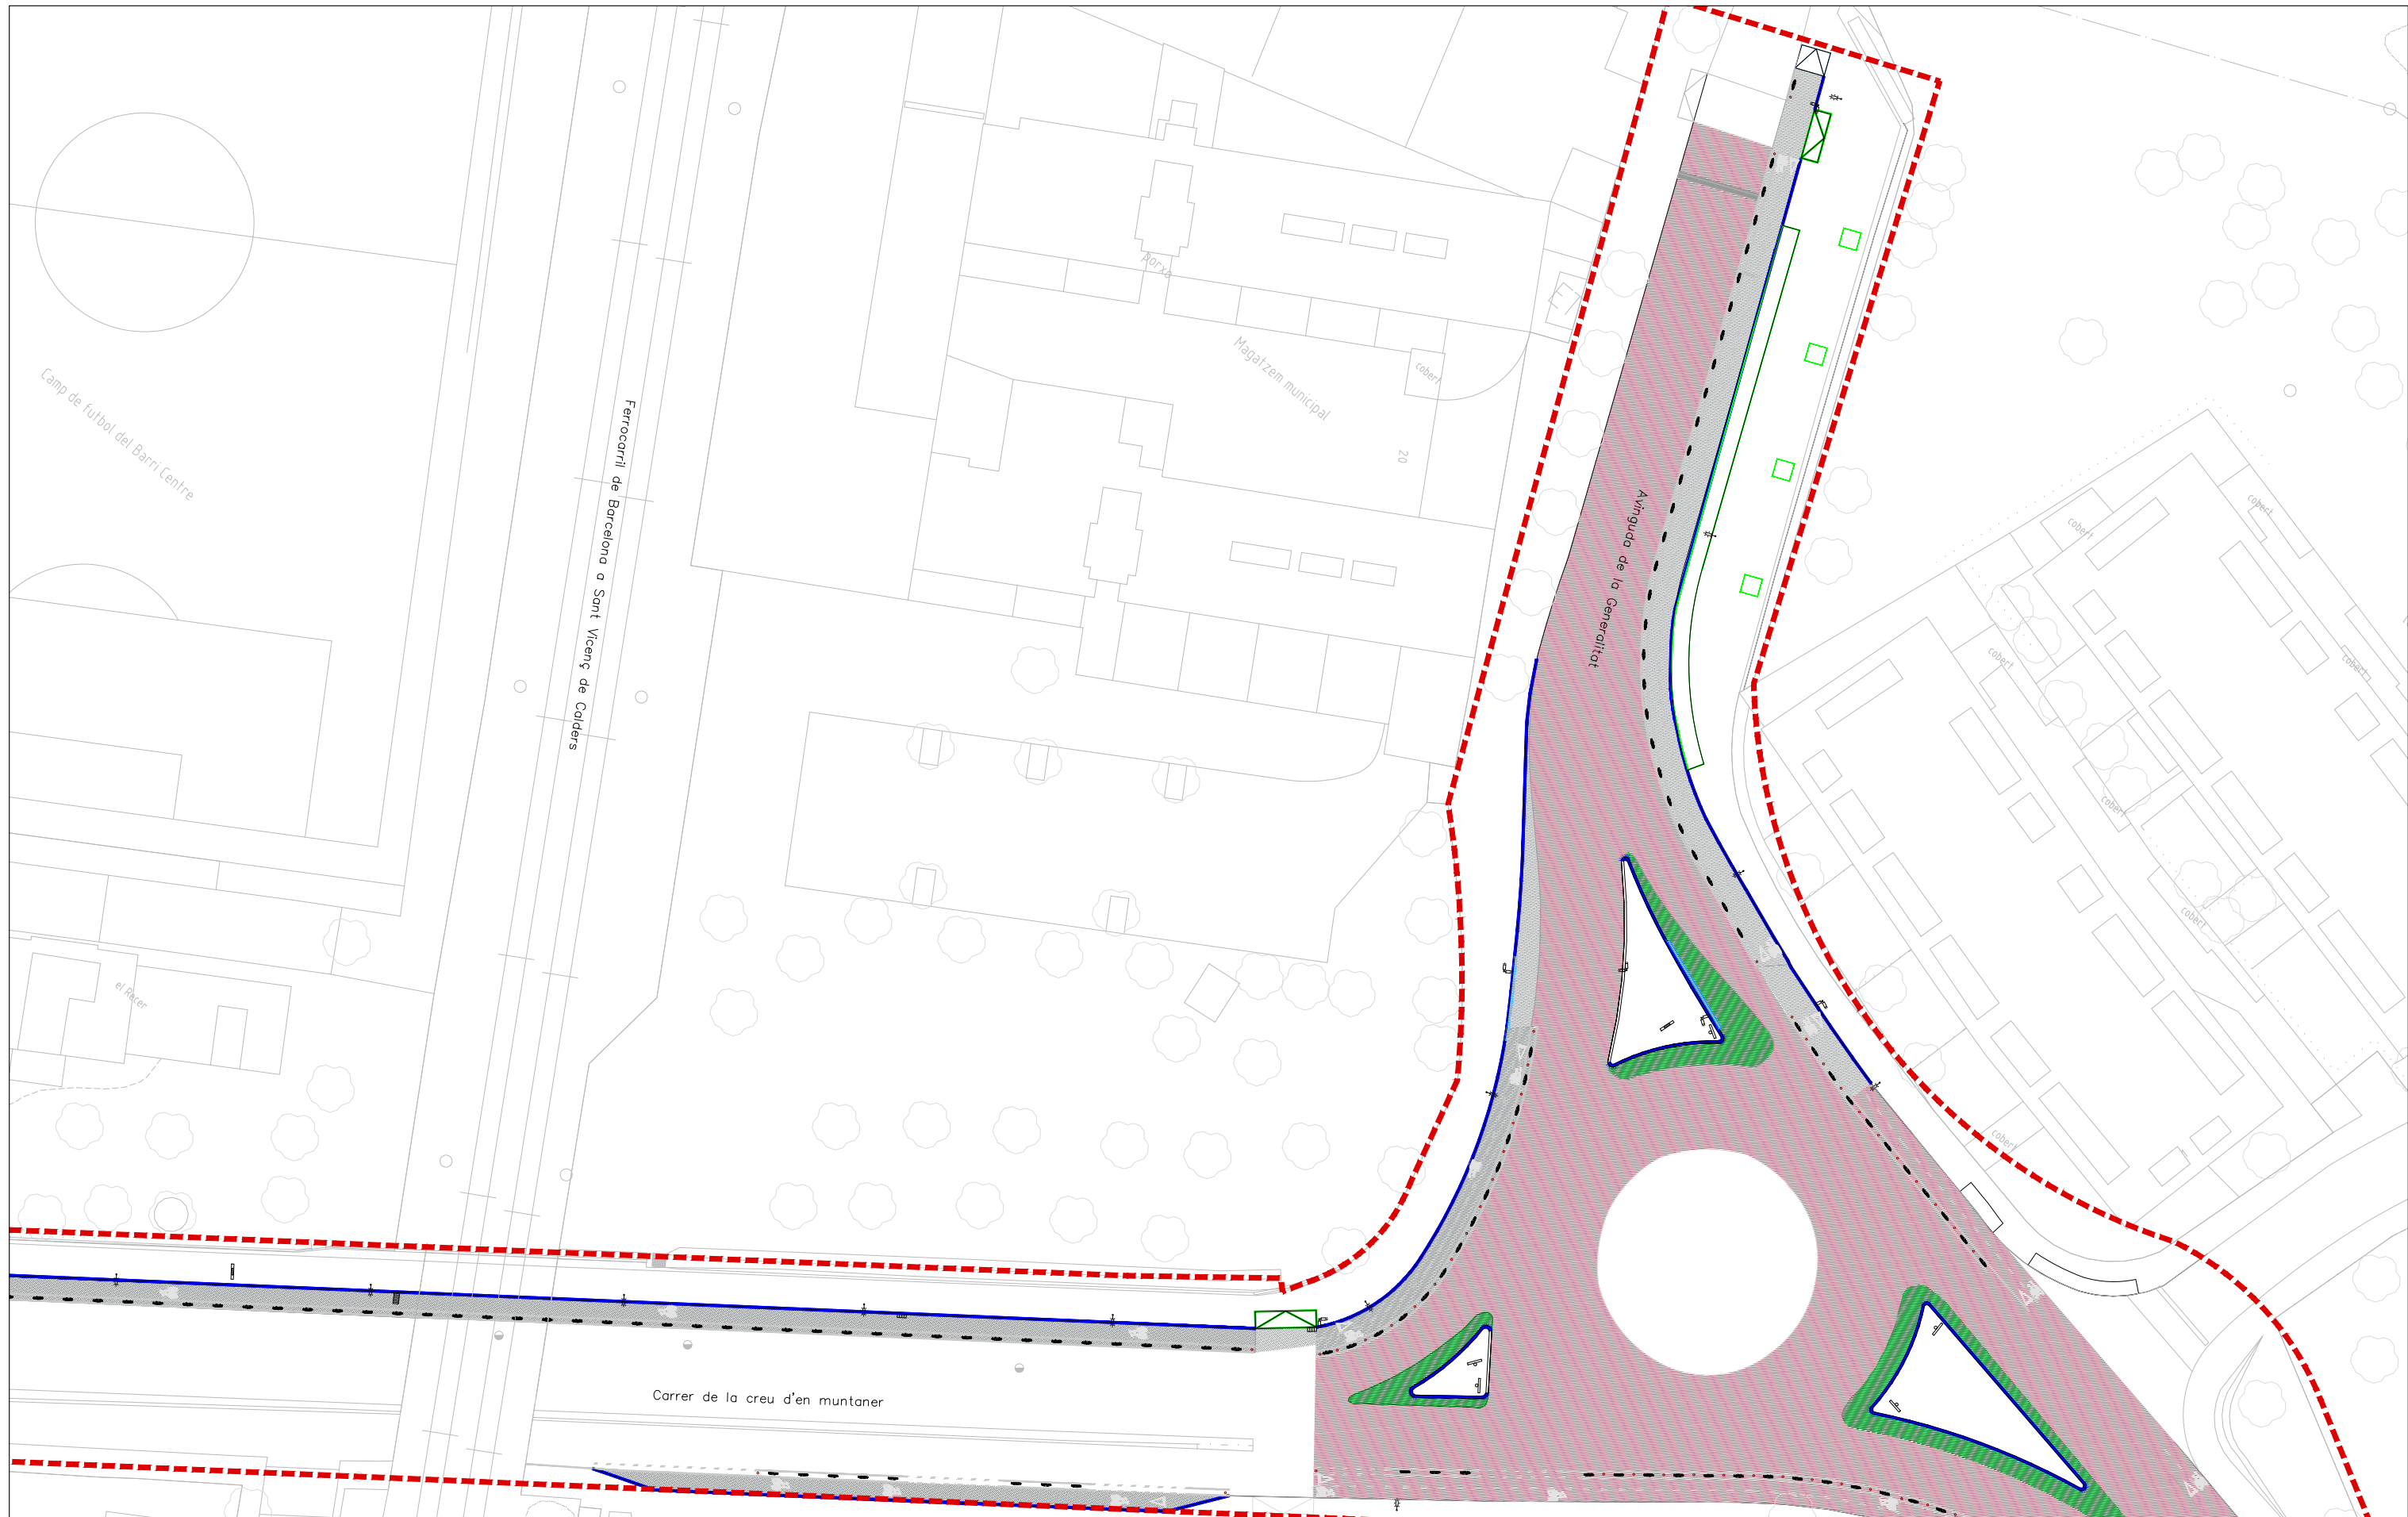 porxo
Magatzem municipal
cobert
20
Camp de futbol del Barri Centre
Ferrocarril de Barcelona a Sant Vicenç de Calders
Avinguda de la Generalitat
cobert
cobert
cobert
cobert
cobert
cobert
cobert
el Recer
Carrer de la creu d'en muntaner